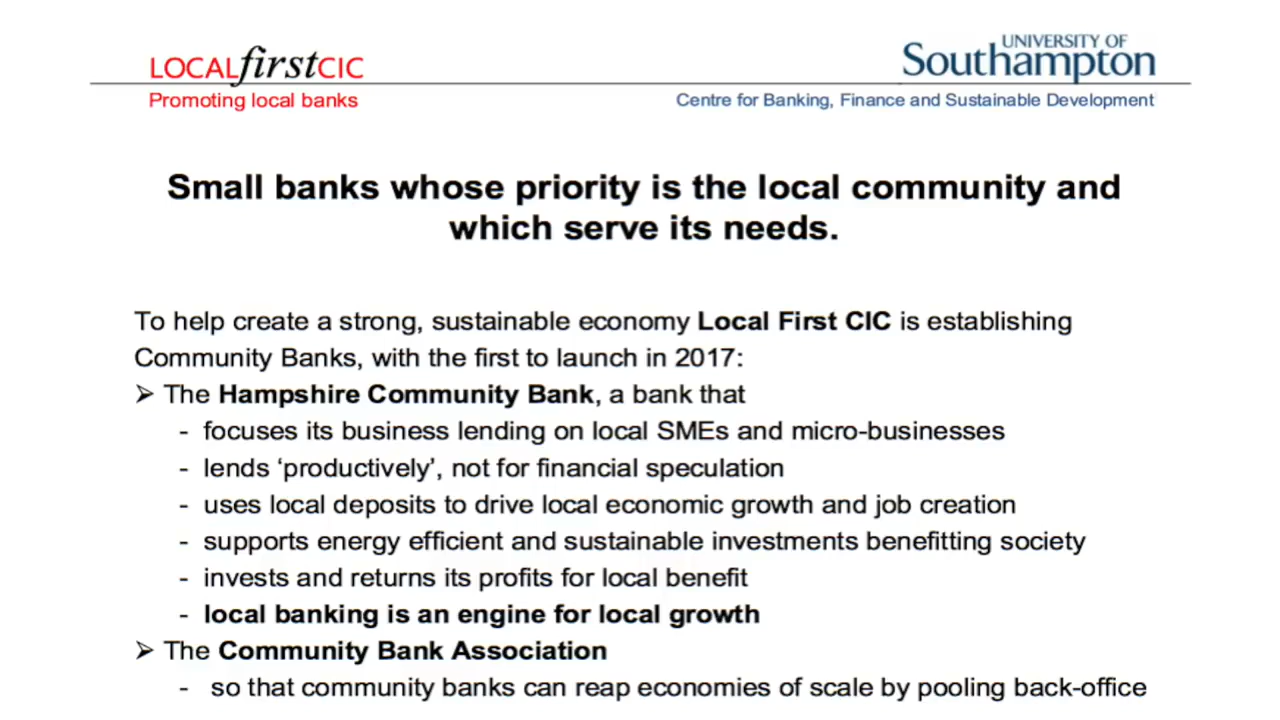 LOCALfirstCIC
Promoting local banks
UNIVERSITY OF
Southampton
Centre for Banking, Finance and Sustainable Development
Small banks whose priority is the local community and
which serve its needs.
To help create a strong, sustainable economy Local First CIC is establishing
Community Banks, with the first to launch in 2017:
➢ The Hampshire Community Bank, a bank that
- focuses its business lending on local SMEs and micro-businesses
- lends ‘productively’, not for financial speculation
- uses local deposits to drive local economic growth and job creation
- supports energy efficient and sustainable investments benefitting society
- invests and returns its profits for local benefit
- local banking is an engine for local growth
➢ The Community Bank Association
- so that community banks can reap economies of scale by pooling back-office